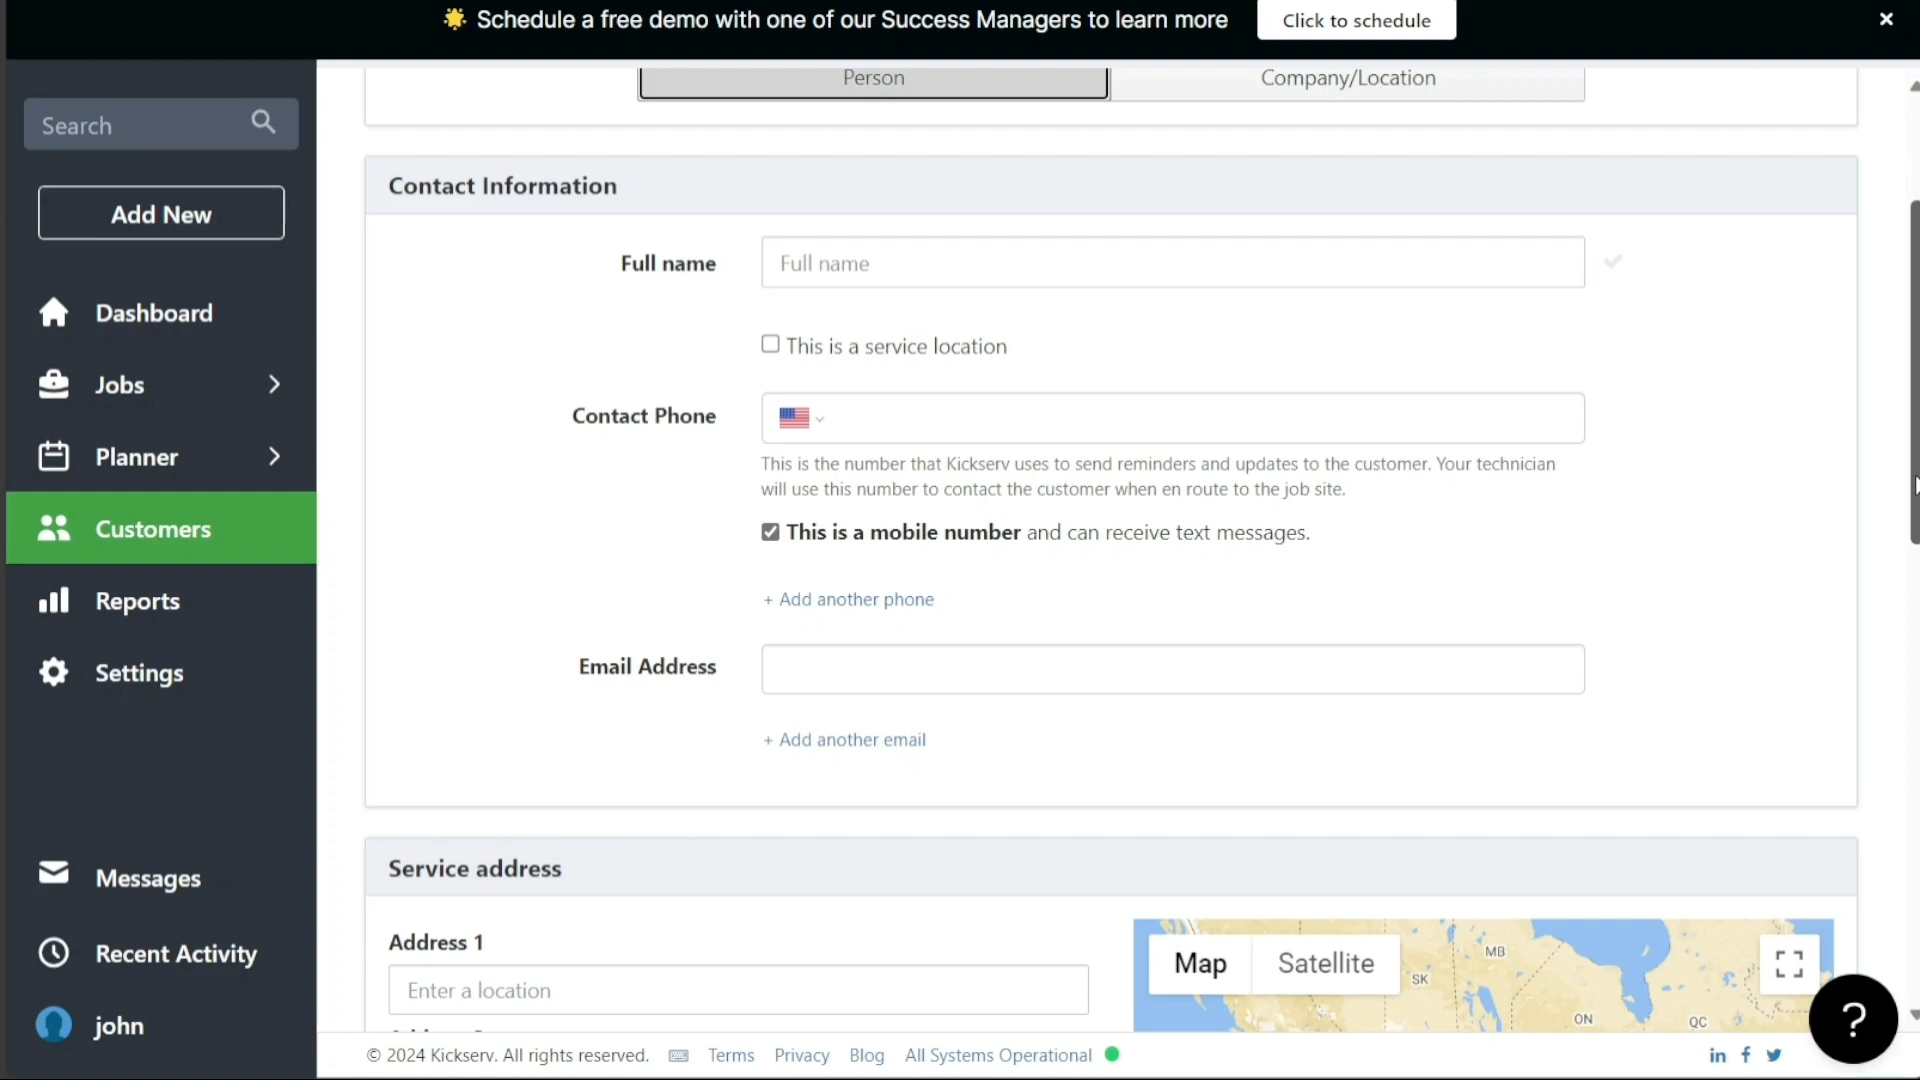 Schedule a free demo with one of our Success Managers to learn more
Click to schedule
×
Search
Add New
Dashboard
Jobs
Planner
Customers
Reports
Settings
Messages
Recent Activity
john
Person
Company/Location
Contact Information
Full name
Full name
This is a service location
Contact Phone
This is the number that Kickserv uses to send reminders and updates to the customer. Your technician
will use this number to contact the customer when en route to the job site.
This is a mobile number and can receive text messages.
+ Add another phone
Email Address
+ Add another email
Service address
Address 1
Enter a location
Map
Satellite
MB
SK
ON
QC
?
© 2024 Kickserv. All rights reserved.
Terms
Privacy
Blog
All Systems Operational